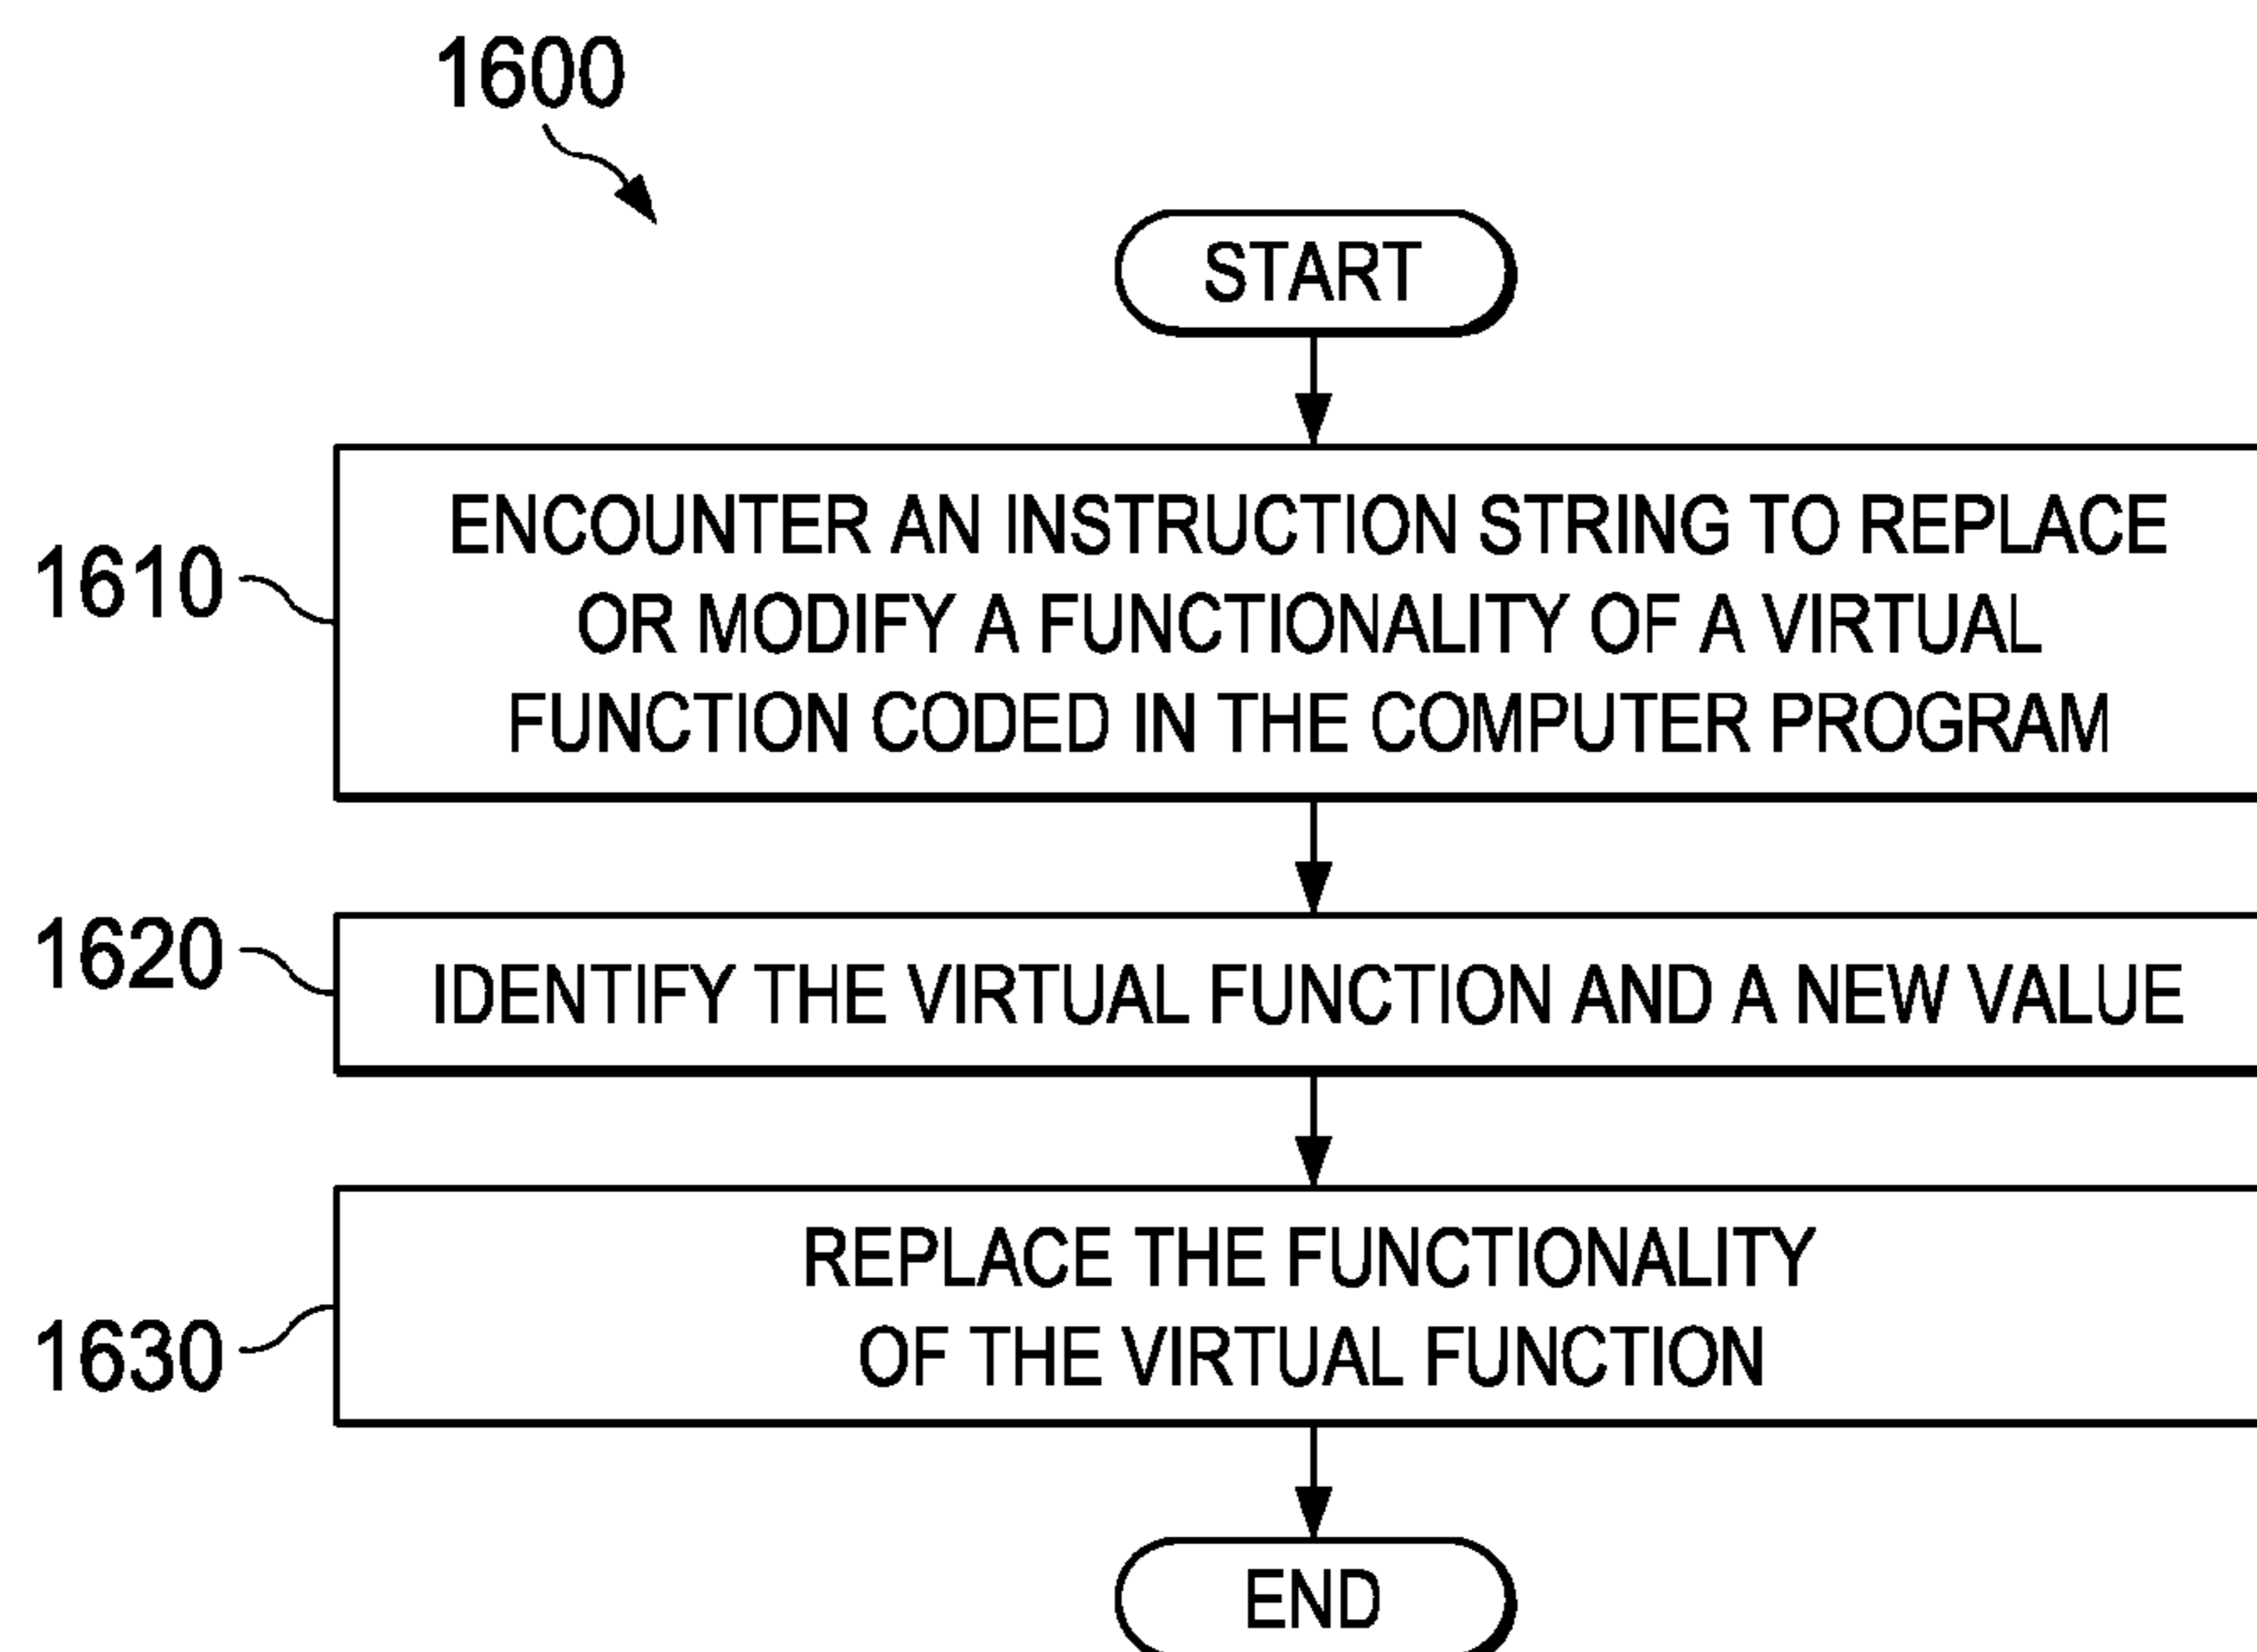 1600
START
1610
ENCOUNTER AN INSTRUCTION STRING TO REPLACE
OR MODIFY A FUNCTIONALITY OF A VIRTUAL
FUNCTION CODED IN THE COMPUTER PROGRAM
1620
IDENTIFY THE VIRTUAL FUNCTION AND A NEW VALUE
1630
REPLACE THE FUNCTIONALITY
OF THE VIRTUAL FUNCTION
END